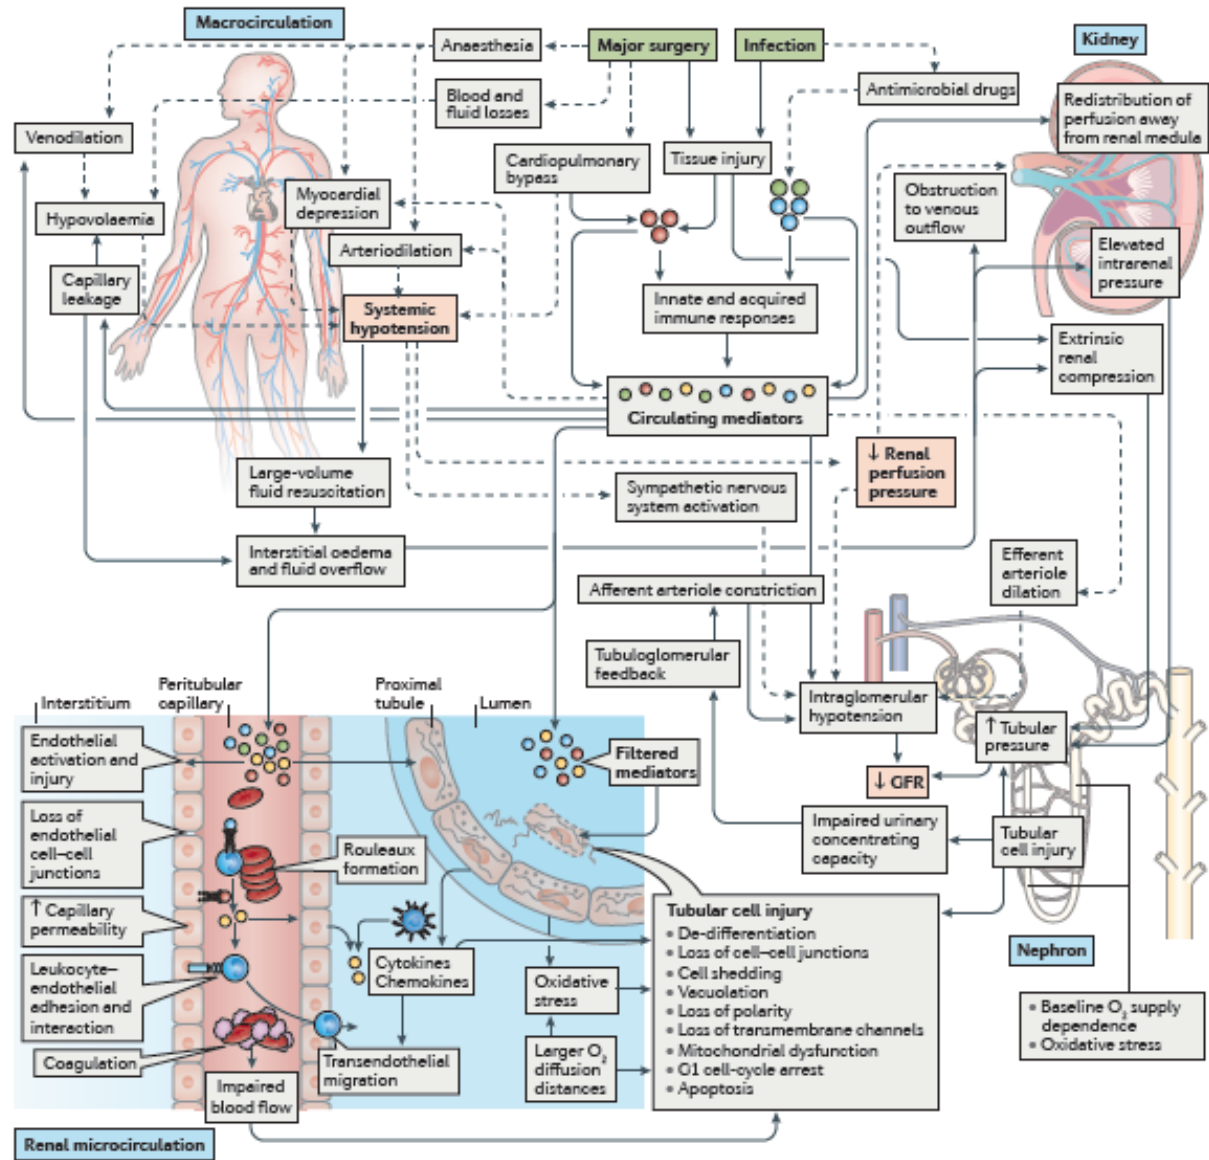 Macrocirculation
Major surgery
Infection
Kidney
Anaesthesia
Antimicrobial drugs
Blood and
fluid losses
Redistribution of
perfusion away
from renal medula
Venodilation
Cardiopulmonary
bypass
Tissue injury
Obstruction
to venous
outflow
Myocardial
depression
Hypovolaemia
Arteriodilation
Elevated
intrarenal
pressure
Capillary
leakage
Systemic
hypotension
Innate and acquired
immune responses
Extrinsic
renal
compression
Circulating mediators
↓ Renal
perfusion
pressure
Large-volume
fluid resuscitation
Sympathetic nervous
system activation
Interstitial oedema
and fluid overflow
Efferent
arteriole
dilation
Afferent arteriole constriction
Tubuloglomerular
feedback
Intraglomerular
hypotension
Interstitium
Peritubular
capillary
Proximal
tubule
Lumen
↑ Tubular
pressure
Endothelial
activation and
injury
Filtered
mediators
↓ GFR
Loss of
endothelial
cell–cell
junctions
Rouleaux
formation
Impaired urinary
concentrating
capacity
Tubular
cell injury
↑ Capillary
permeability
Tubular cell injury
• De-differentiation
• Loss of cell–cell junctions
• Cell shedding
• Vacuolation
• Loss of polarity
• Loss of transmembrane channels
• Mitochondrial dysfunction
• G1 cell-cycle arrest
• Apoptosis
Nephron
Leukocyte–
endothelial
adhesion and
interaction
Cytokines
Chemokines
Oxidative
stress
• Baseline O₂ supply
dependence
• Oxidative stress
Coagulation
Transendothelial
migration
Larger O₂
diffusion
distances
Impaired
blood flow
Renal microcirculation